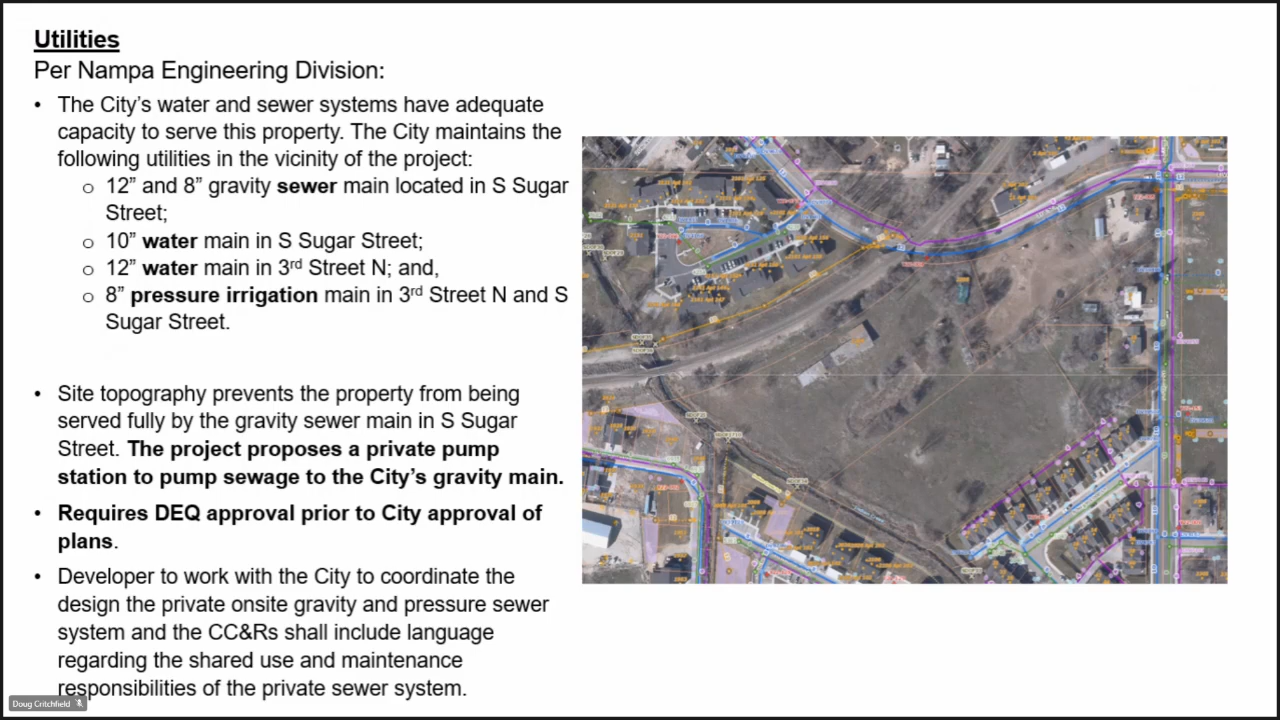 Utilities
Per Nampa Engineering Division:
• The City's water and sewer systems have adequate
capacity to serve this property. The City maintains the
following utilities in the vicinity of the project:
o 12” and 8” gravity sewer main located in S Sugar
Street;
o 10” water main in S Sugar Street;
o 12” water main in 3rd Street N; and,
o 8” pressure irrigation main in 3rd Street N and S
Sugar Street.
• Site topography prevents the property from being
served fully by the gravity sewer main in S Sugar
Street. The project proposes a private pump
station to pump sewage to the City’s gravity main.
• Requires DEQ approval prior to City approval of
plans.
• Developer to work with the City to coordinate the
design the private onsite gravity and pressure sewer
system and the CC&Rs shall include language
regarding the shared use and maintenance
responsibilities of the private sewer system.
Doug Critchfield